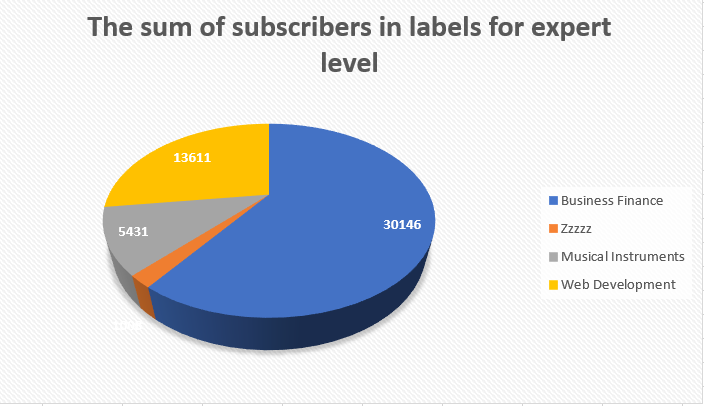 The sum of subscribers in labels for expert
level
13611
5431
30146
Business Finance
Zzzzz
Musical Instruments
Web Development